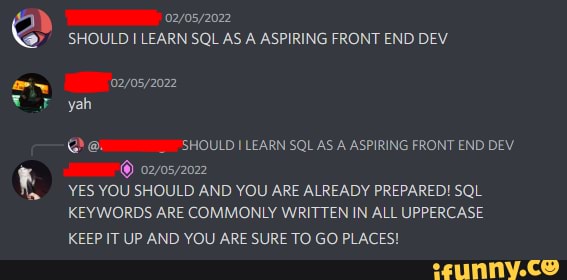 02/05/2022
SHOULD I LEARN SQL AS A ASPIRING FRONT END DEV
02/05/2022
yah
@ SHOULD I LEARN SQL AS A ASPIRING FRONT END DEV
02/05/2022
YES YOU SHOULD AND YOU ARE ALREADY PREPARED! SQL
KEYWORDS ARE COMMONLY WRITTEN IN ALL UPPERCASE
KEEP IT UP AND YOU ARE SURE TO GO PLACES!
ifunny.co